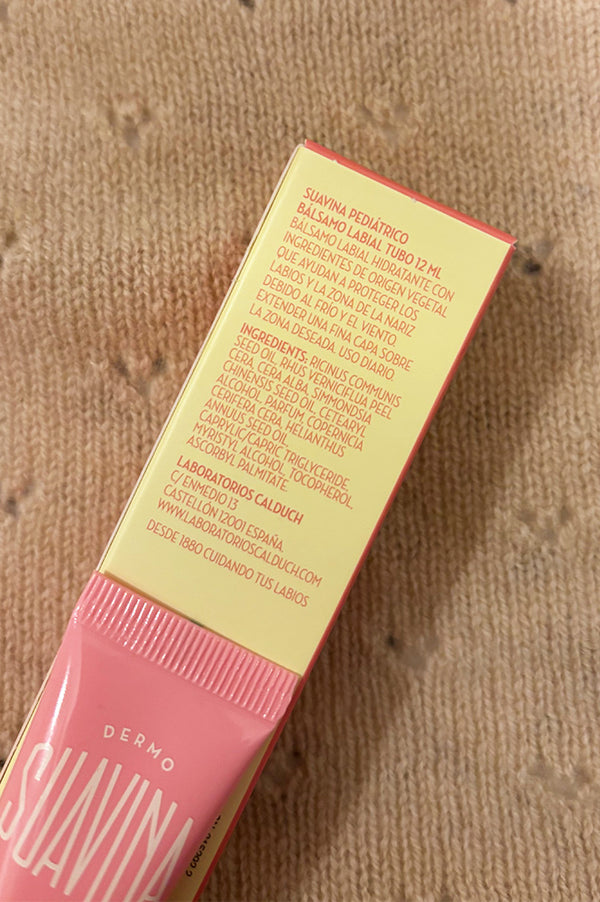 SUAVINA PEDIÁTRICO
BÁLSAMO LABIAL TUBO 12 ML
BÁLSAMO LABIAL HIDRATANTE CON
INGREDIENTES DE ORIGEN VEGETAL
QUE AYUDAN A PROTEGER LOS
LABIOS Y LA ZONA DE LA NARIZ
DEBIDO AL FRÍO Y EL VIENTO.
EXTENDER UNA FINA CAPA SOBRE
LA ZONA DESEADA. USO DIARIO.
INGREDIENTS: RICINUS COMMUNIS
SEED OIL, RHUS VERNICIFLUA PEEL
CERA, CERA ALBA, SIMMONDSIA
CHINENSIS SEED OIL, CETEARYL
ALCOHOL, PARFUM, COPERNICIA
CERIFERA CERA, HELIANTHUS
ANNUUS SEED OIL,
CAPRYLIC/CAPRIC TRIGLYCERIDE,
MYRISTYL ALCOHOL, TOCOPHEROL,
ASCORBYL PALMITATE.
LABORATORIOS CALDUCH
C/ ENMEDIO 13
CASTELLÓN 12001 ESPAÑA.
WWW.LABORATORIOSCALDUCH.COM
DESDE 1880 CUIDANDO TUS LABIOS
DERMO
SUAVINA